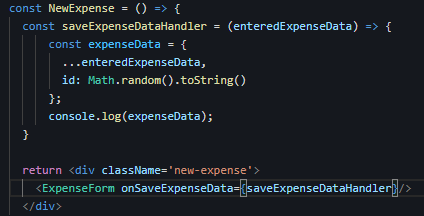 const NewExpense = () => {
  const saveExpenseDataHandler = (enteredExpenseData) => {
    const expenseData = {
      ...enteredExpenseData,
      id: Math.random().toString()
    };
    console.log(expenseData);
  }

  return <div className='new-expense'>
    <ExpenseForm onSaveExpenseData={saveExpenseDataHandler}/>
  </div>